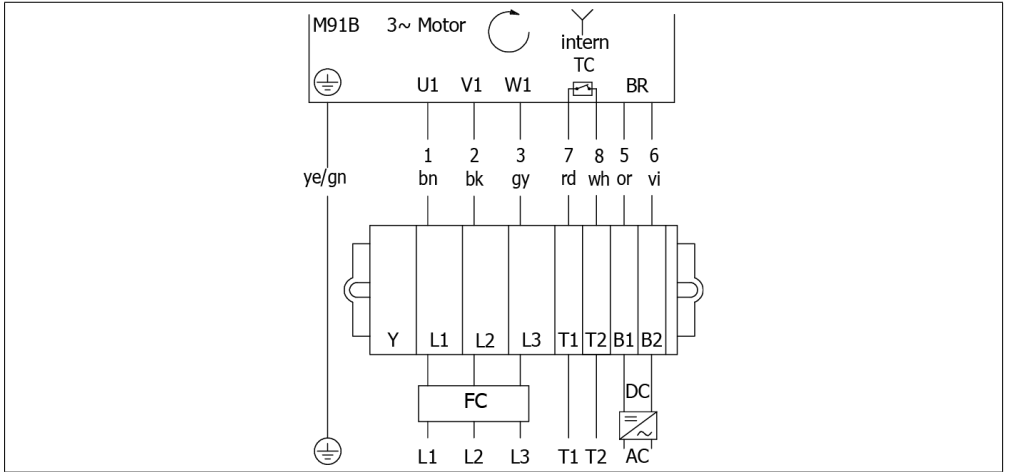 M91B 3~ Motor
intern
TC
U1 V1 W1 BR
1 2 3 7 8 5 6
ye/gn bn bk gy rd wh or vi
Y L1 L2 L3 T1 T2 B1 B2
FC DC
L1 L2 L3 T1 T2 AC